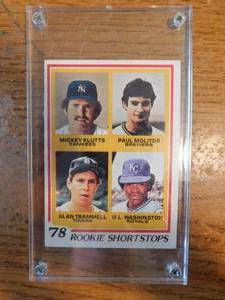 MICKEY KLUTTS
YANKEES
PAUL MOLITOR
BREWERS
ALAN TRAMMELL
TIGERS
U.L. WASHINGTON
ROYALS
'78 ROOKIE SHORTSTOPS